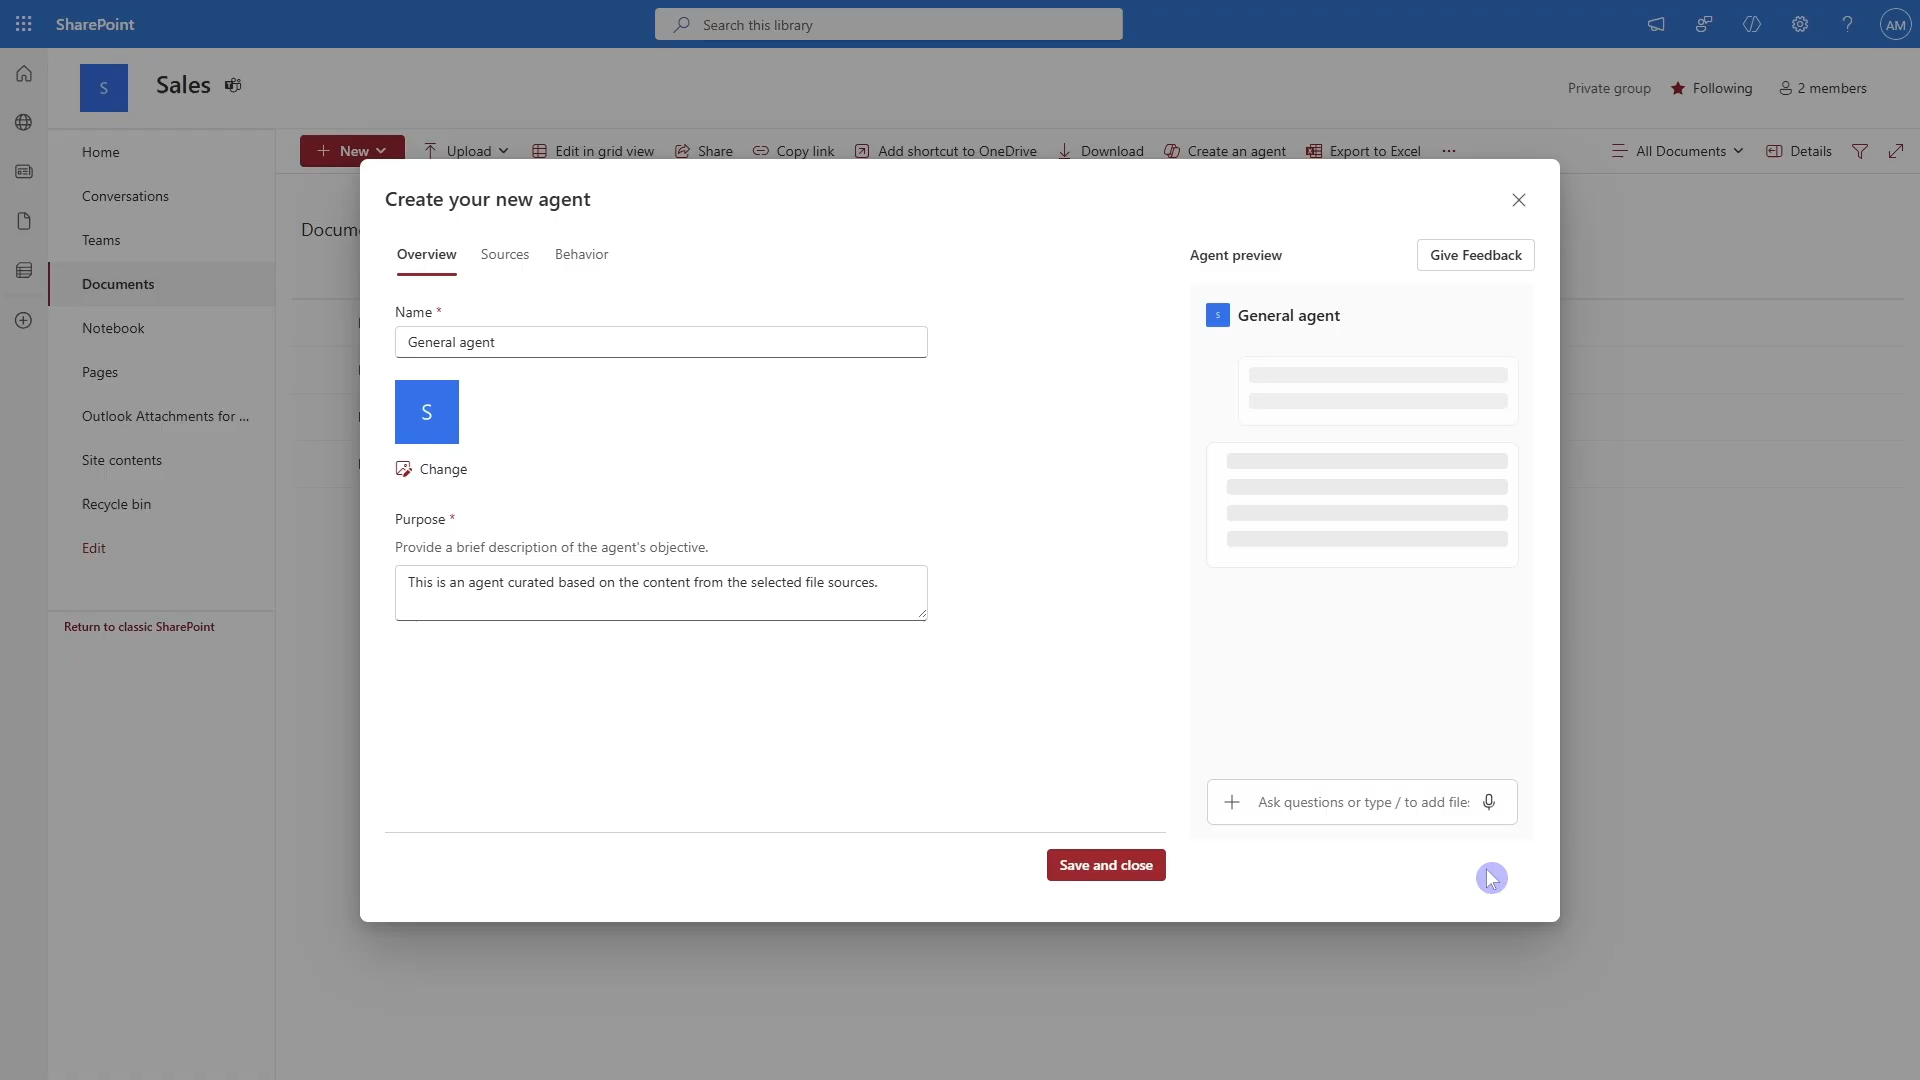 SharePoint
Search this library
AM
S
Sales
Private group
Following
2 members
Home
Conversations
Teams
Documents
Notebook
Pages
Outlook Attachments for ...
Site contents
Recycle bin
Edit
Return to classic SharePoint
New
Upload
Edit in grid view
Share
Copy link
Add shortcut to OneDrive
Download
Create an agent
Export to Excel
...
All Documents
Details
Create your new agent
Overview
Sources
Behavior
Name *
General agent
S
Change
Purpose *
Provide a brief description of the agent's objective.
This is an agent curated based on the content from the selected file sources.
Save and close
Agent preview
Give Feedback
S
General agent
Ask questions or type / to add file